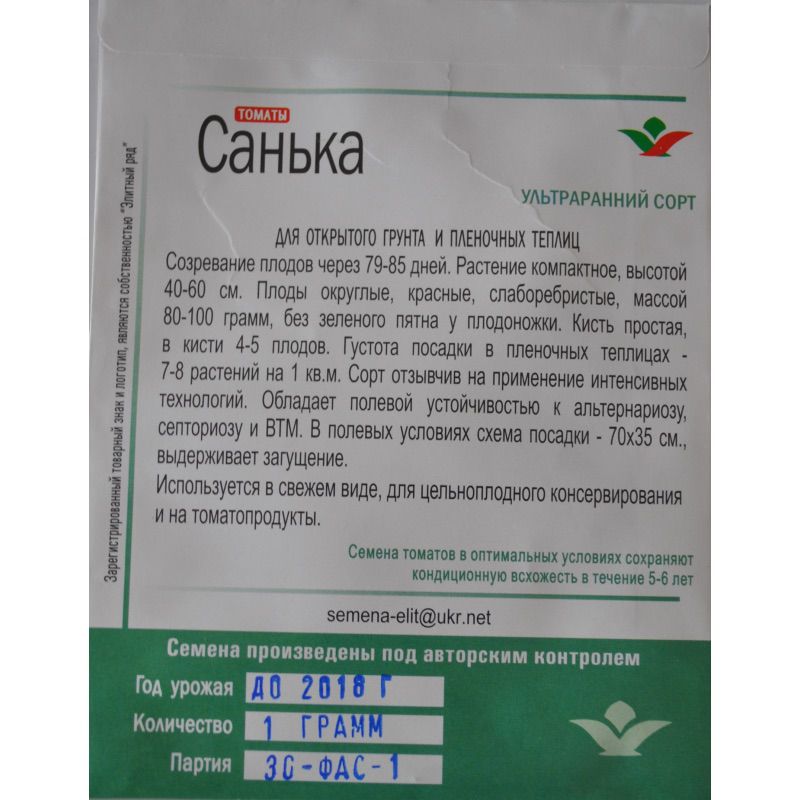 ТОМАТЫ
Санька
УЛЬТРАРАННИЙ СОРТ
ДЛЯ ОТКРЫТОГО ГРУНТА И ПЛЕНОЧНЫХ ТЕПЛИЦ
Созревание плодов через 79-85 дней. Растение компактное, высотой
40-60 см. Плоды округлые, красные, слаборебристые, массой
80-100 грамм, без зеленого пятна у плодоножки. Кисть простая,
в кисти 4-5 плодов. Густота посадки в пленочных теплицах -
7-8 растений на 1 кв.м. Сорт отзывчив на применение интенсивных
технологий. Обладает полевой устойчивостью к альтернариозу,
септориозу и ВТМ. В полевых условиях схема посадки - 70х35 см.,
выдерживает загущение.
Используется в свежем виде, для цельноплодного консервирования
и на томатопродукты.
Семена томатов в оптимальных условиях сохраняют
кондиционную всхожесть в течение 5-6 лет
semena-elit@ukr.net
Зарегистрированный товарный знак и логотип, являются собственностью "Элитный ряд"
Семена произведены под авторским контролем
Год урожая ДО 2018 Г
Количество 1 ГРАММ
Партия ЗС-ФАС-1